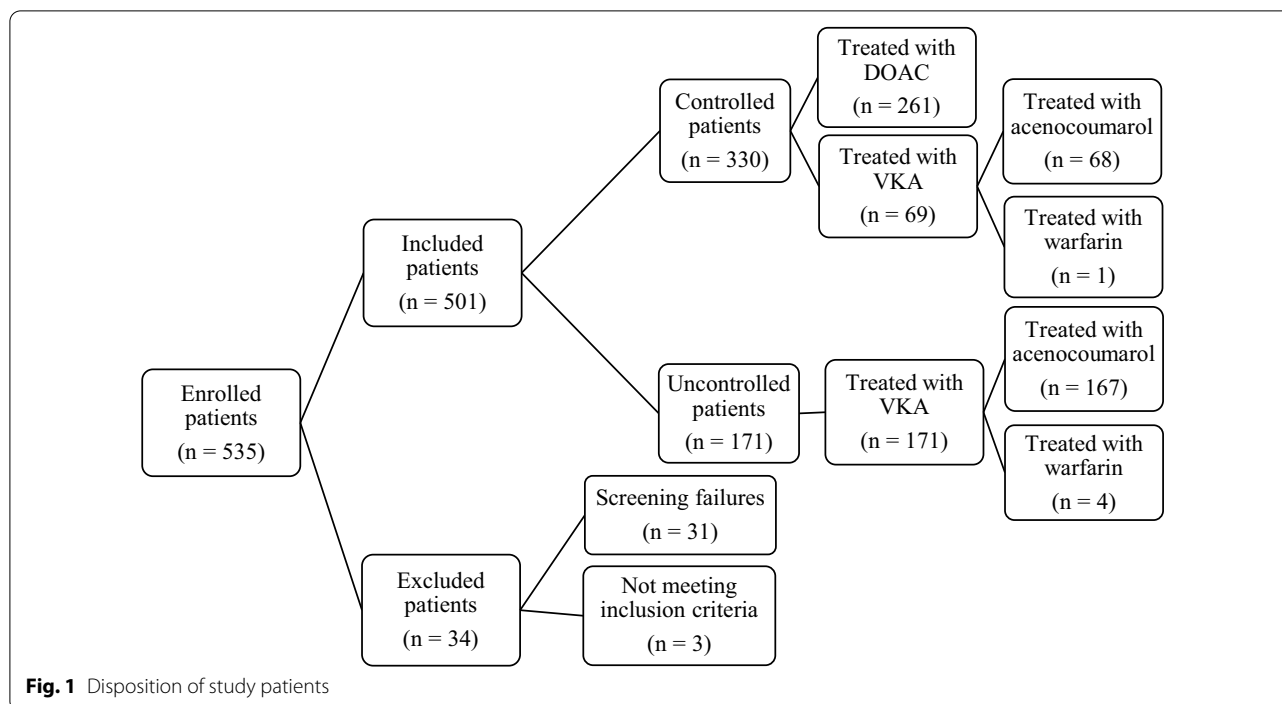 Enrolled
patients
(n = 535)
Included
patients
(n = 501)
Controlled
patients
(n = 330)
Treated with
DOAC
(n = 261)
Treated with
VKA
(n = 69)
Treated with
acenocoumarol
(n = 68)
Treated with
warfarin
(n = 1)
Uncontrolled
patients
(n = 171)
Treated with
VKA
(n = 171)
Treated with
acenocoumarol
(n = 167)
Treated with
warfarin
(n = 4)
Excluded
patients
(n = 34)
Screening failures
(n = 31)
Not meeting
inclusion criteria
(n = 3)
Fig. 1 Disposition of study patients